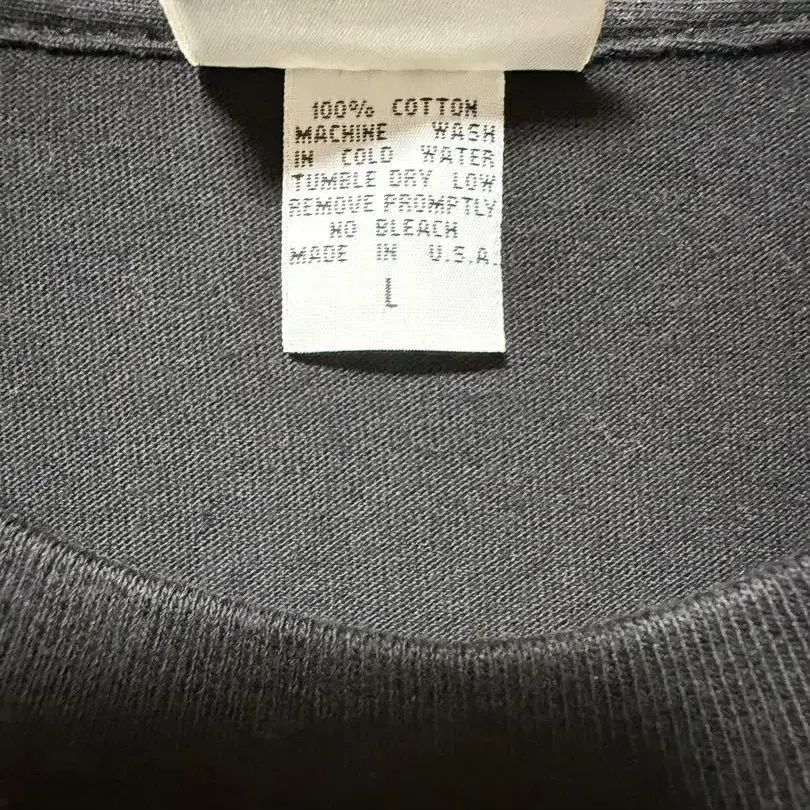 100% COTTON
MACHINE WASH
IN COLD WATER
TUMBLE DRY LOW
REMOVE PROMPTLY
NO BLEACH
MADE IN U.S.A.
L